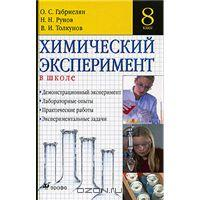 О. С. Габриелян
Н. Н. Рунов
В. И. Толкунов
8
класс
ХИМИЧЕСКИЙ
ЭКСПЕРИМЕНТ
в школе
• Демонстрационный эксперимент
• Лабораторные опыты
• Практические работы
• Экспериментальные задачи
ДРОФА
ozon.ru